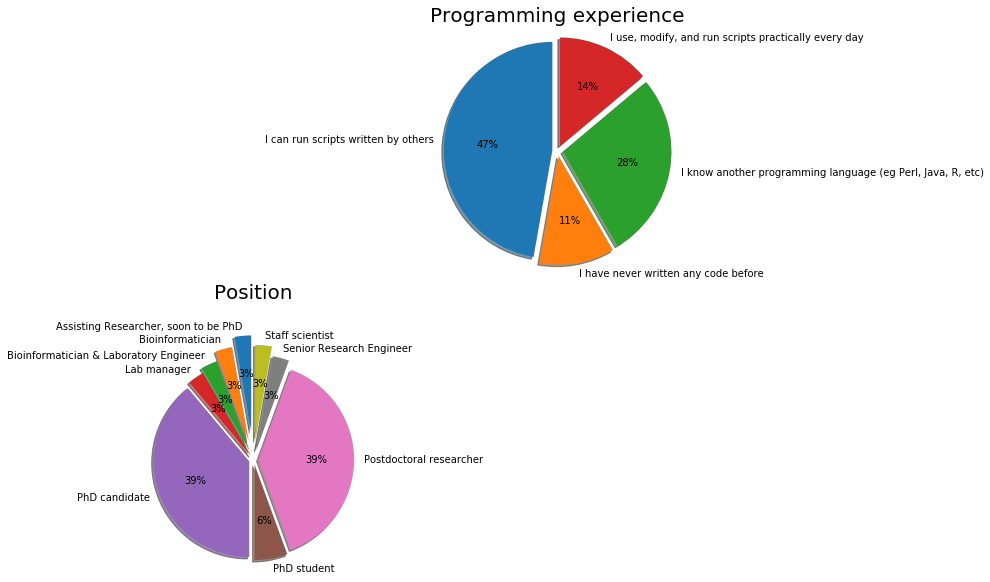 Programming experience
I use, modify, and run scripts practically every day
14%
I can run scripts written by others
47%
28%
I know another programming language (eg Perl, Java, R, etc)
11%
I have never written any code before
Position
Assisting Researcher, soon to be PhD
Staff scientist
Bioinformatician
Senior Research Engineer
Bioinformatician & Laboratory Engineer
Lab manager
3%
3%
3%
3%
3%
3%
39%
Postdoctoral researcher
39%
PhD candidate
6%
PhD student